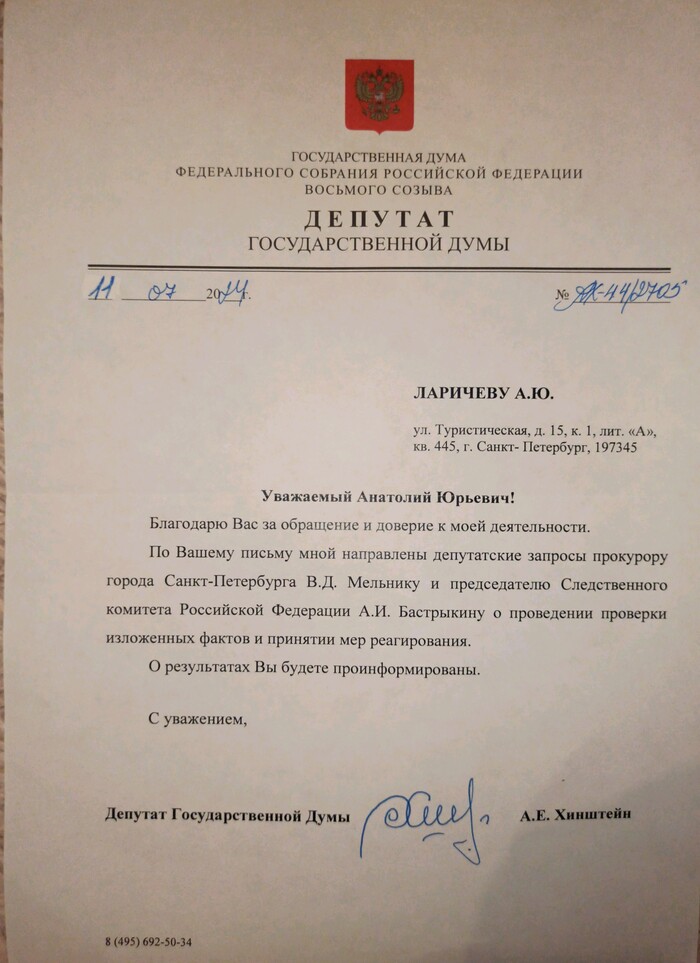 ГОСУДАРСТВЕННАЯ ДУМА
ФЕДЕРАЛЬНОГО СОБРАНИЯ РОССИЙСКОЙ ФЕДЕРАЦИИ
ВОСЬМОГО СОЗЫВА
ДЕПУТАТ
ГОСУДАРСТВЕННОЙ ДУМЫ
11 07 2024г. № АХ-44/2705
ЛАРИЧЕВУ А.Ю.
ул. Туристическая, д. 15, к. 1, лит. «А»,
кв. 445, г. Санкт- Петербург, 197345
Уважаемый Анатолий Юрьевич!
Благодарю Вас за обращение и доверие к моей деятельности.
По Вашему письму мной направлены депутатские запросы прокурору
города Санкт-Петербурга В.Д. Мельнику и председателю Следственного
комитета Российской Федерации А.И. Бастрыкину о проведении проверки
изложенных фактов и принятии мер реагирования.
О результатах Вы будете проинформированы.
С уважением,
Депутат Государственной Думы А.Е. Хинштейн
8 (495) 692-50-34